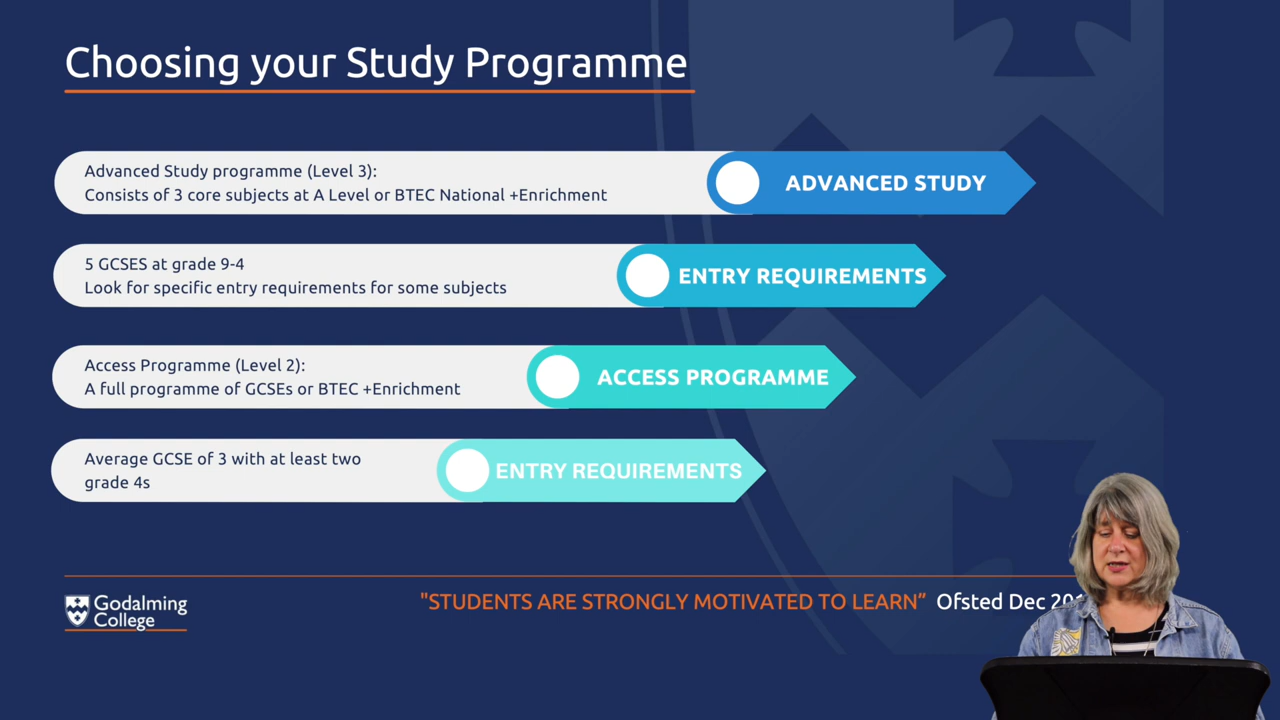 Choosing your Study Programme
Advanced Study programme (Level 3):
Consists of 3 core subjects at A Level or BTEC National +Enrichment
ADVANCED STUDY
5 GCSES at grade 9-4
Look for specific entry requirements for some subjects
ENTRY REQUIREMENTS
Access Programme (Level 2):
A full programme of GCSEs or BTEC +Enrichment
ACCESS PROGRAMME
Average GCSE of 3 with at least two
grade 4s
ENTRY REQUIREMENTS
"STUDENTS ARE STRONGLY MOTIVATED TO LEARN” Ofsted Dec
Godalming
College